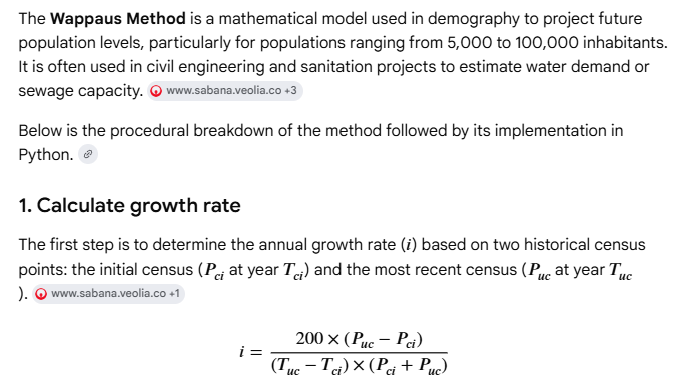 The Wappaus Method is a mathematical model used in demography to project future
population levels, particularly for populations ranging from 5,000 to 100,000 inhabitants.
It is often used in civil engineering and sanitation projects to estimate water demand or
sewage capacity. www.sabana.veolia.co +3
Below is the procedural breakdown of the method followed by its implementation in
Python.
1. Calculate growth rate
The first step is to determine the annual growth rate (i) based on two historical census
points: the initial census (P_ci at year T_ci) and the most recent census (P_uc at year T_uc
). www.sabana.veolia.co +1
i = 200 × (P_uc − P_ci) / (T_uc − T_ci) × (P_ci + P_uc)